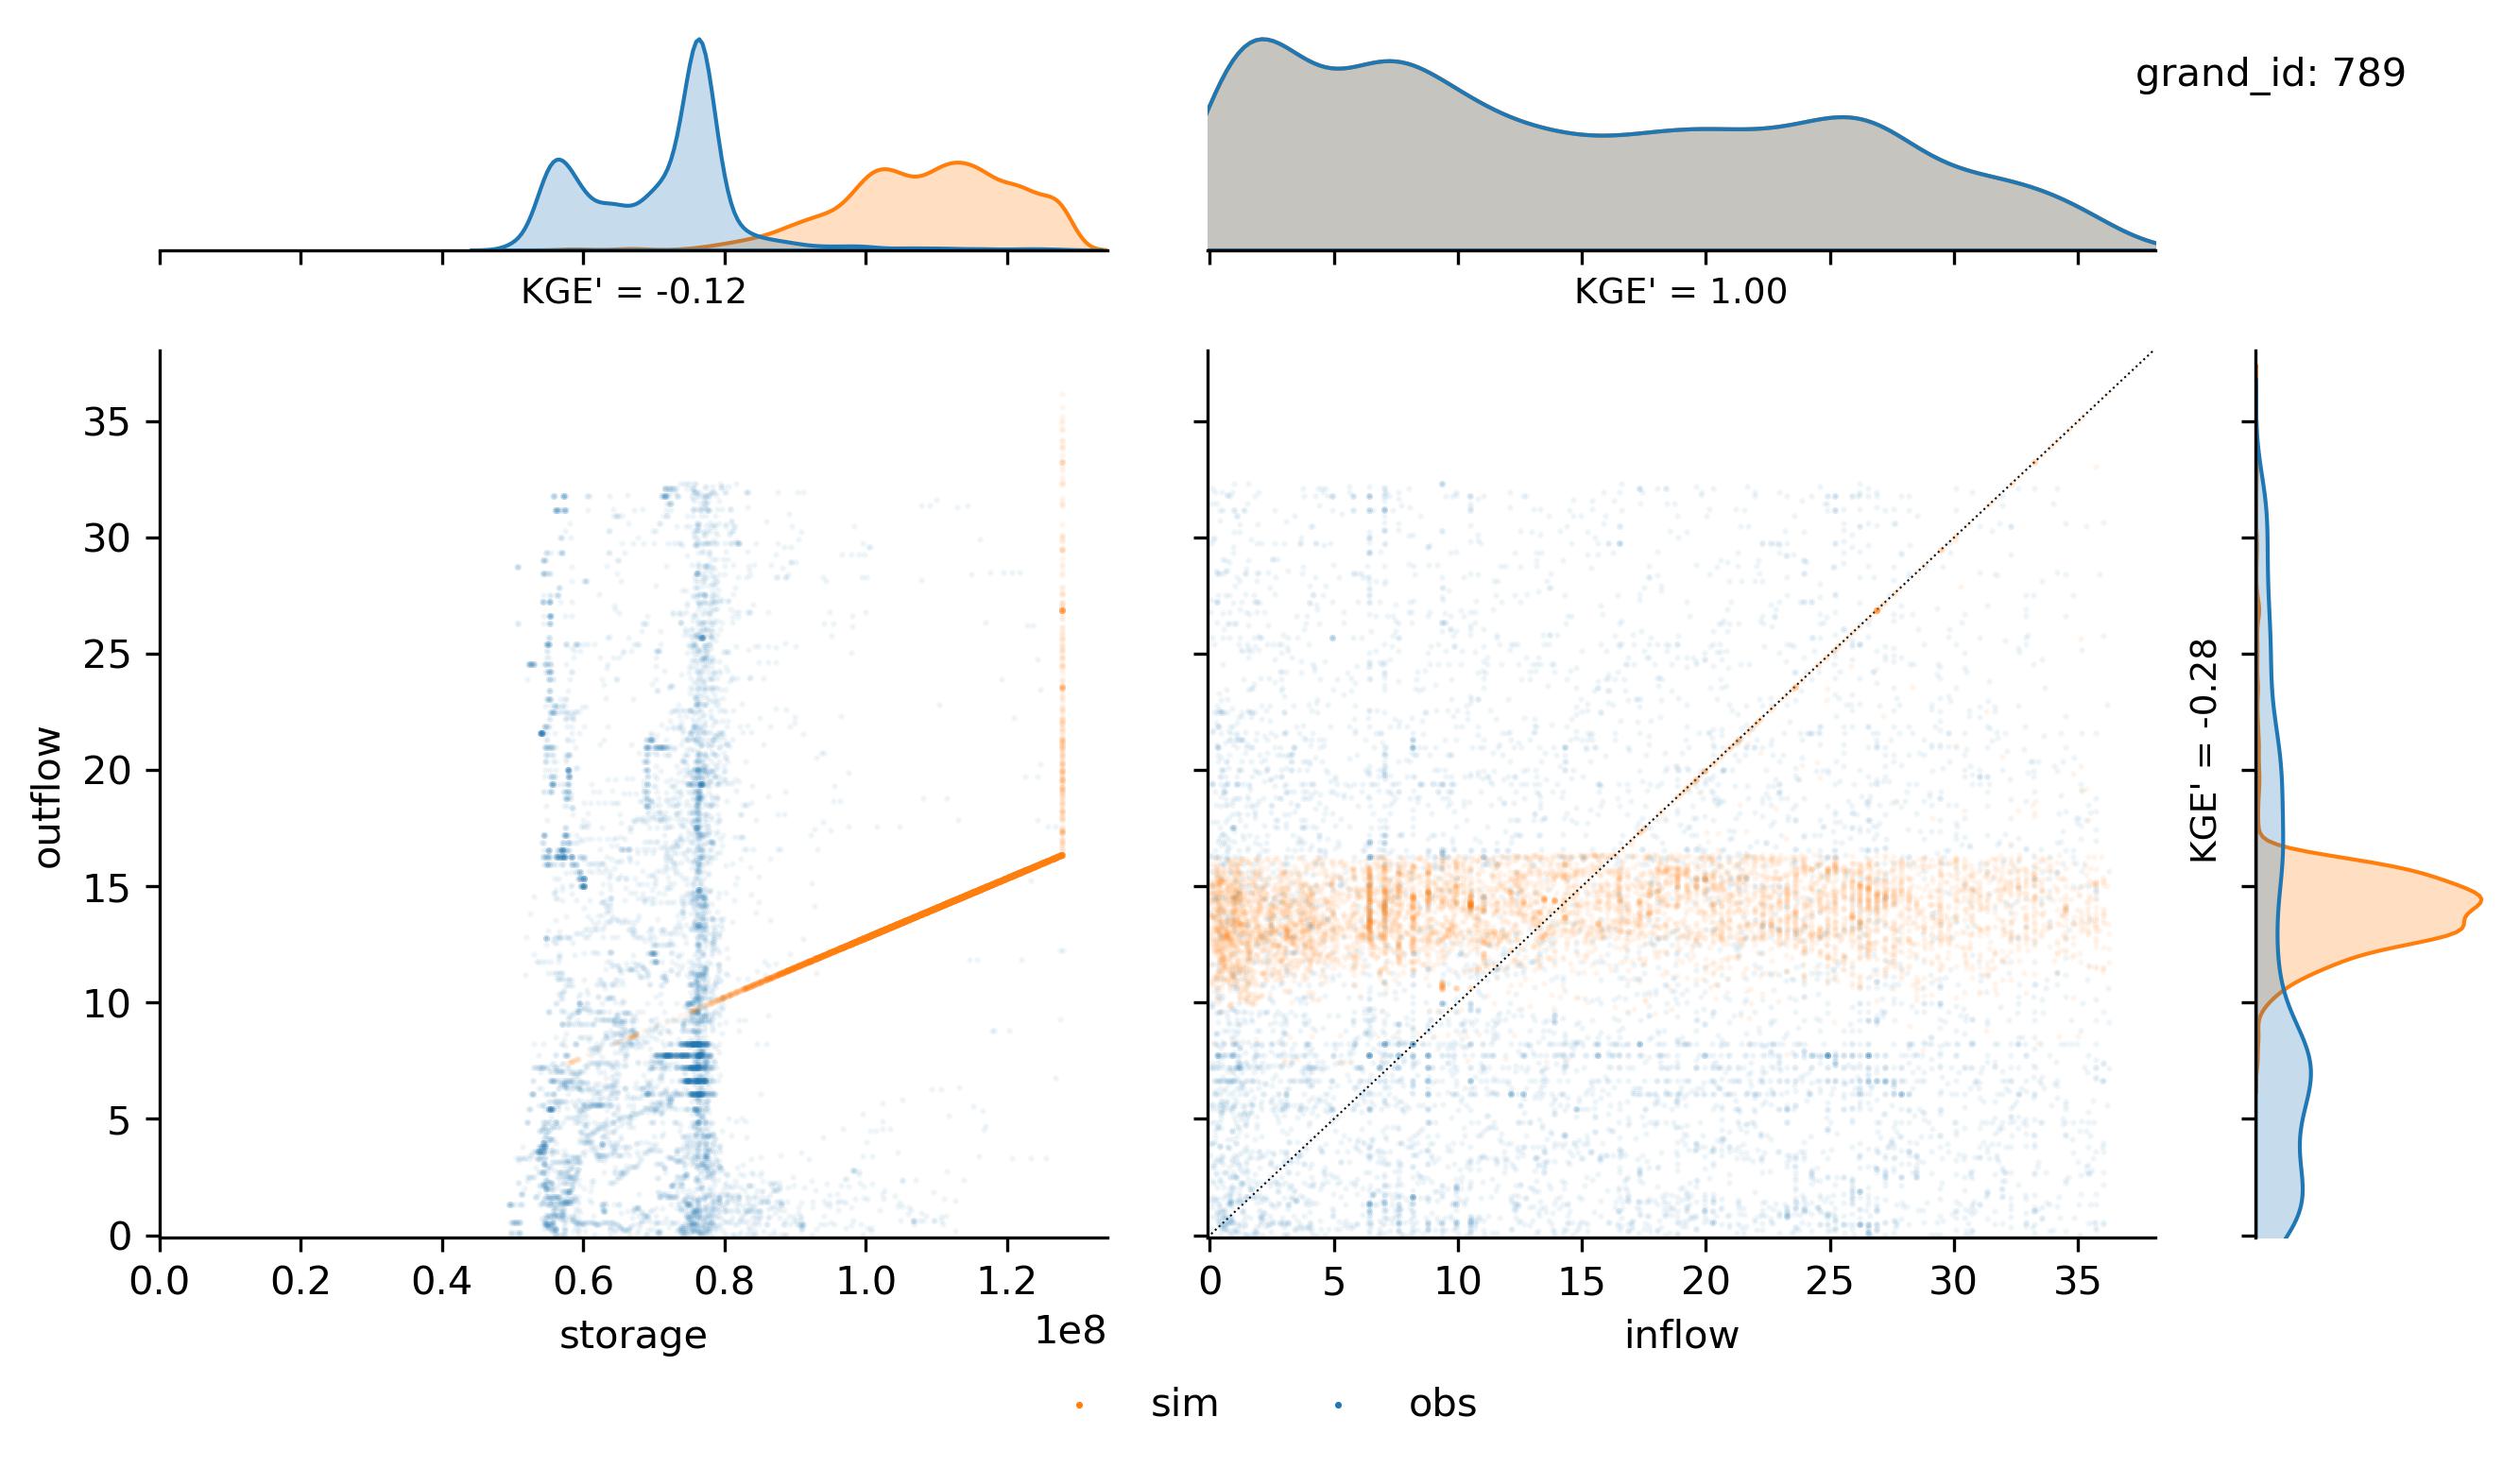 grand_id: 789
KGE' = -0.12
KGE' = 1.00
35
30
25
20
15
10
5
0
outflow
KGE' = -0.28
0.0 0.2 0.4 0.6 0.8 1.0 1.2
0 5 10 15 20 25 30 35
storage
1e8
inflow
sim
obs